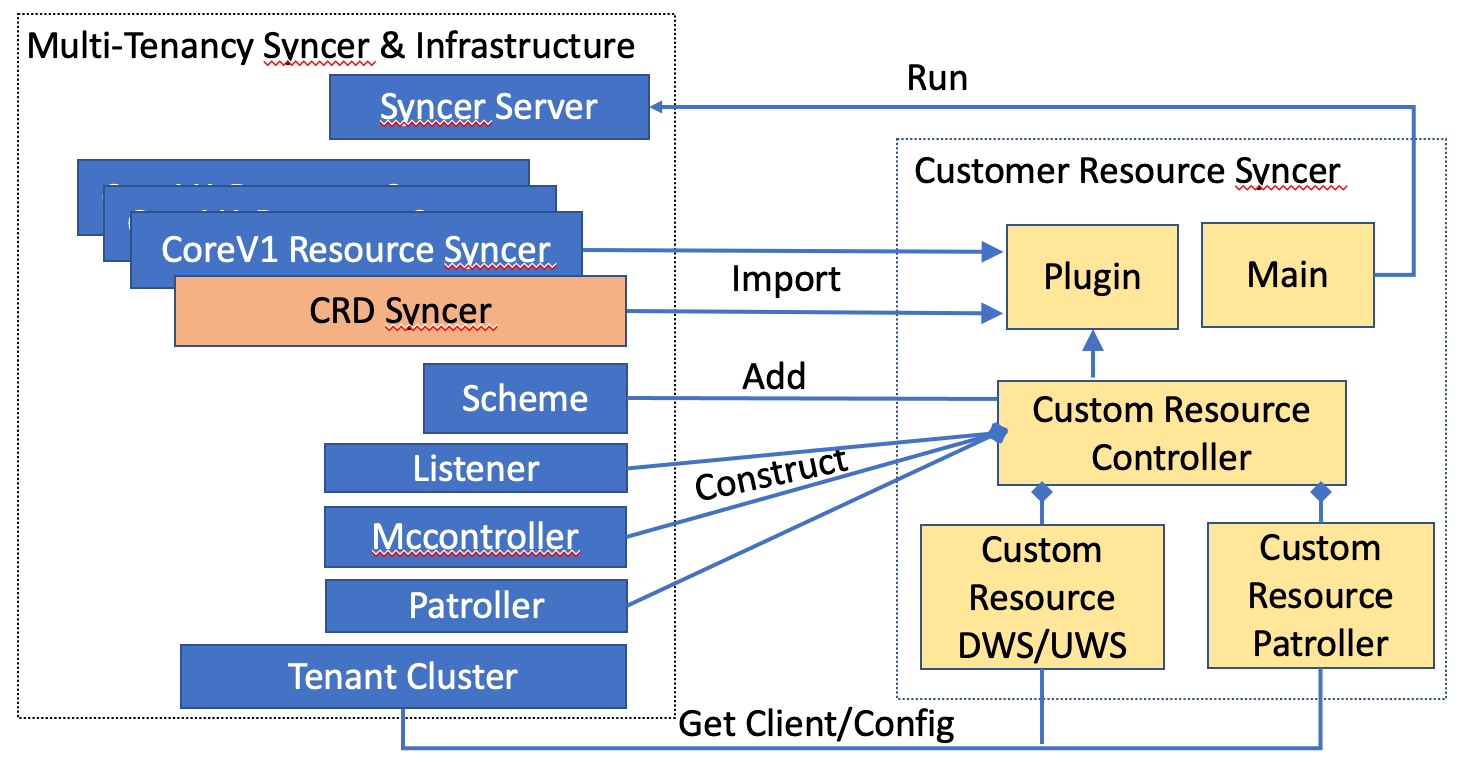 Multi-Tenancy Syncer & Infrastructure
Syncer Server
CoreV1 Resource Syncer
CRD Syncer
Scheme
Listener
Mccontroller
Patroller
Tenant Cluster
Run
Import
Add
Construct
Get Client/Config
Customer Resource Syncer
Plugin
Main
Custom Resource
Controller
Custom
Resource
DWS/UWS
Custom
Resource
Patroller